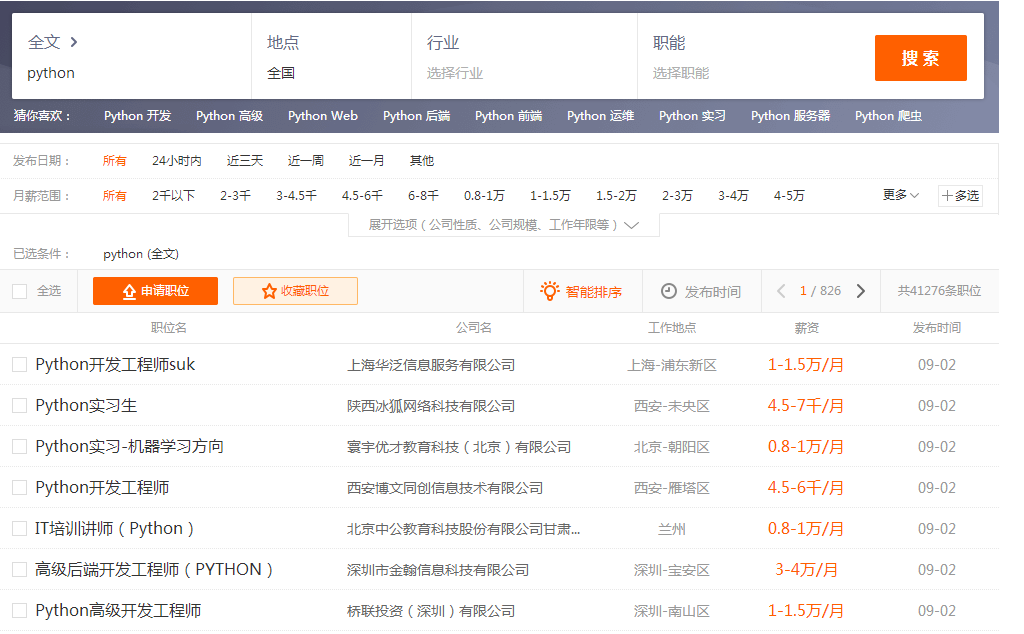 全文 地点 行业 职能 搜索
python 全国 选择行业 选择职能
猜你喜欢： Python 开发 Python 高级 Python Web Python 后端 Python 前端 Python 运维 Python 实习 Python 服务器 Python 爬虫
发布日期： 所有 24小时内 近三天 近一周 近一月 其他
月薪范围： 所有 2千以下 2-3千 3-4.5千 4.5-6千 6-8千 0.8-1万 1-1.5万 1.5-2万 2-3万 3-4万 4-5万 更多 多选
展开选项（公司性质、公司规模、工作年限等）
已选条件： python (全文)
全选 申请职位 收藏职位 智能排序 发布时间 1 / 826 共41276条职位
职位名 公司名 工作地点 薪资 发布时间
Python开发工程师suk 上海华泛信息服务有限公司 上海-浦东新区 1-1.5万/月 09-02
Python实习生 陕西冰狐网络科技有限公司 西安-未央区 4.5-7千/月 09-02
Python实习-机器学习方向 寰宇优才教育科技（北京）有限公司 北京-朝阳区 0.8-1万/月 09-02
Python开发工程师 西安博文同创信息技术有限公司 西安-雁塔区 4.5-6千/月 09-02
IT培训讲师（Python） 北京中公教育科技股份有限公司甘肃... 兰州 0.8-1万/月 09-02
高级后端开发工程师（PYTHON） 深圳市金翰信息科技有限公司 深圳-宝安区 3-4万/月 09-02
Python高级开发工程师 桥联投资（深圳）有限公司 深圳-南山区 1-1.5万/月 09-02